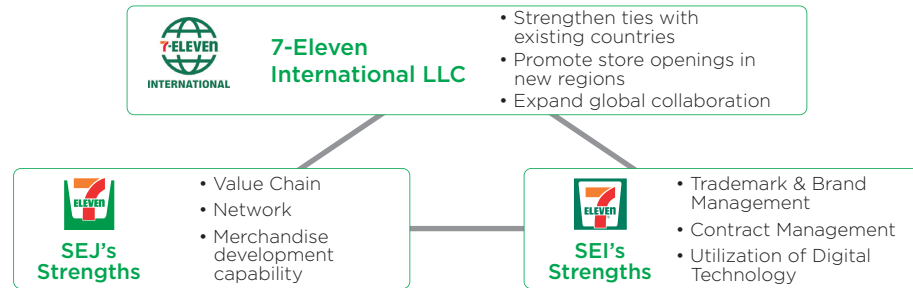 7-ELEVEN
INTERNATIONAL
7-Eleven
International LLC
• Strengthen ties with
existing countries
• Promote store openings in
new regions
• Expand global collaboration
7
ELEVEN
SEJ's
Strengths
• Value Chain
• Network
• Merchandise
development
capability
7
ELEVEN
SEI's
Strengths
• Trademark & Brand
Management
• Contract Management
• Utilization of Digital
Technology